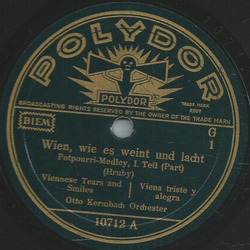 POLYDOR
POLYDOR
TRADE MARK
BROADCASTING RIGHTS RESERVED BY THE OWNER OF THE TRADE MARK
BIEM
G
1
Wien, wie es weint und lacht
Potpourri-Medley, I. Teil (Part)
(Hruby)
Viennese Tears and Smiles
Viena triste y alegra
Otto Kermbach Orchester
10712 A